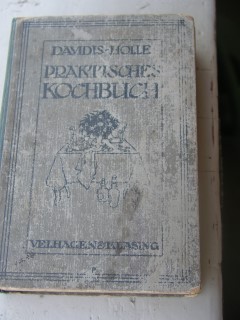 DAVIDIS-HOLLE
PRAKTISCHES
KOCHBUCH
VELHAGEN & KLASING